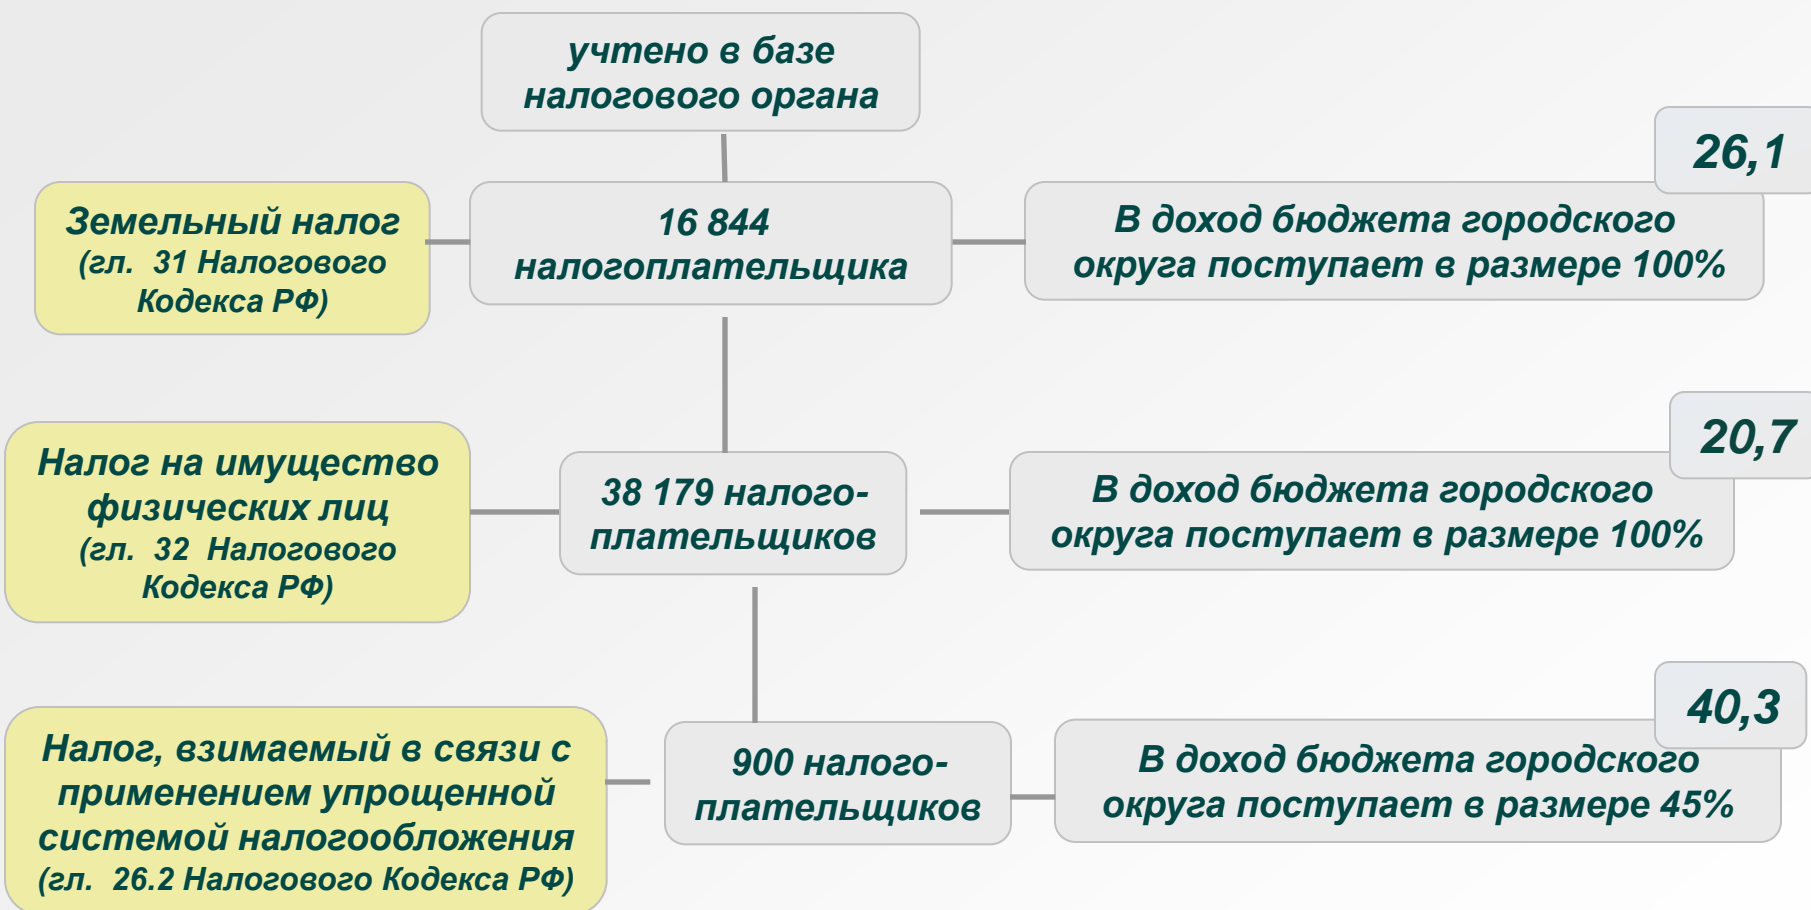 учтено в базе
налогового органа
26,1
Земельный налог
(гл. 31 Налогового
Кодекса РФ)
16 844
налогоплательщика
В доход бюджета городского
округа поступает в размере 100%
20,7
Налог на имущество
физических лиц
(гл. 32 Налогового
Кодекса РФ)
38 179 налого-
плательщиков
В доход бюджета городского
округа поступает в размере 100%
40,3
Налог, взимаемый в связи с
применением упрощенной
системой налогообложения
(гл. 26.2 Налогового Кодекса РФ)
900 налого-
плательщиков
В доход бюджета городского
округа поступает в размере 45%